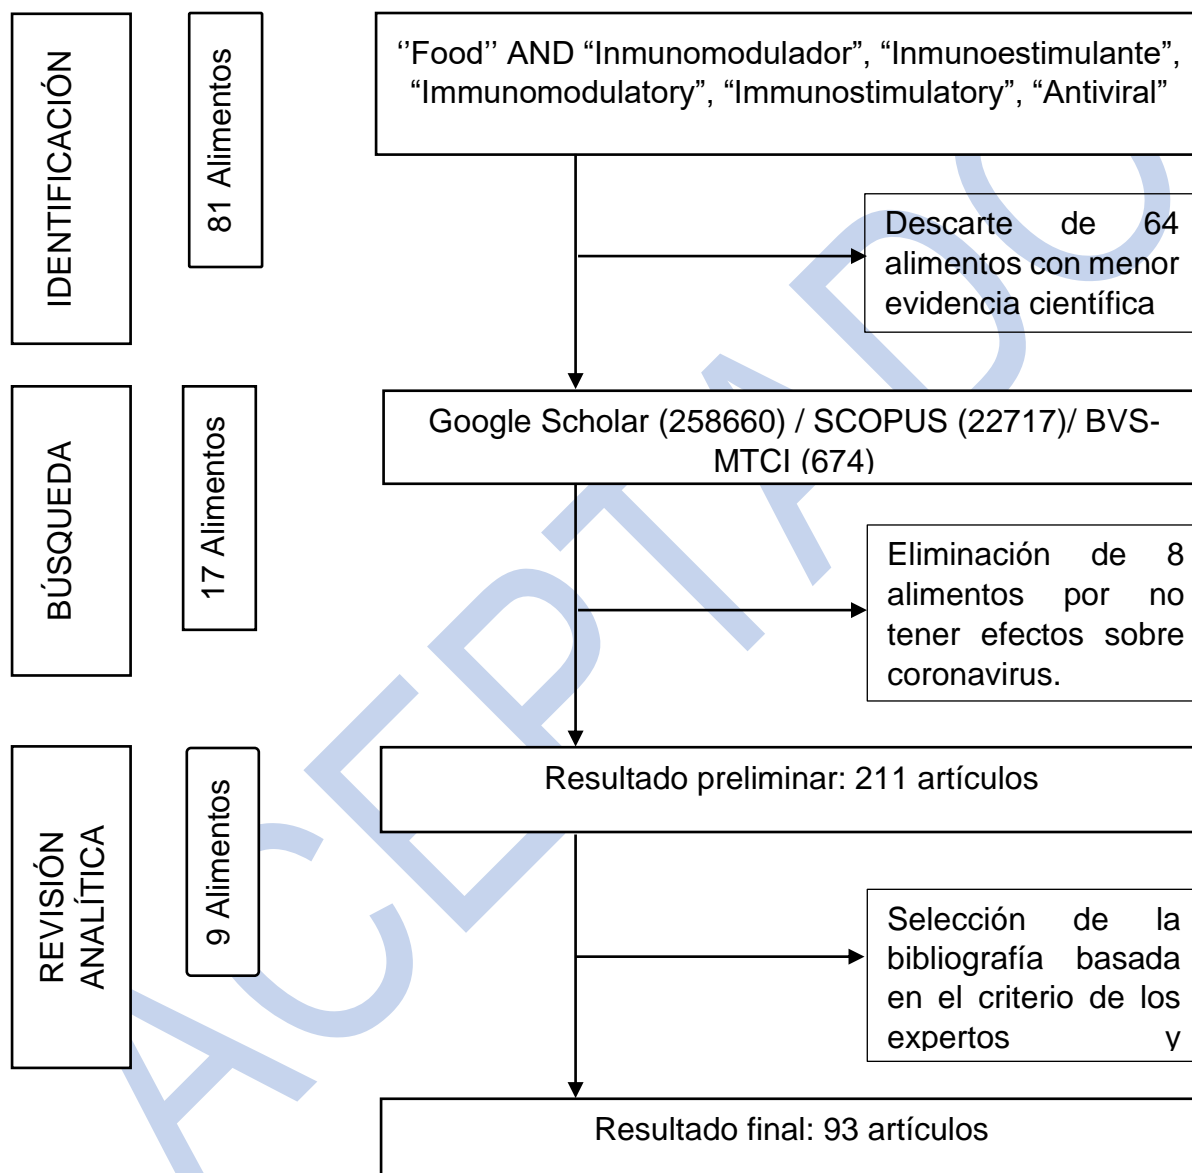 IDENTIFICACIÓN
81 Alimentos
‘’Food’’ AND “Inmunomodulador”, “Inmunoestimulante”,
“Immunomodulatory”, “Immunostimulatory”, “Antiviral”
Descarte de 64
alimentos con menor
evidencia científica
BÚSQUEDA
17 Alimentos
Google Scholar (258660) / SCOPUS (22717)/ BVS-
MTCI (674)
Eliminación de 8
alimentos por no
tener efectos sobre
coronavirus.
REVISIÓN
ANALÍTICA
9 Alimentos
Resultado preliminar: 211 artículos
Selección de la
bibliografía basada
en el criterio de los
expertos y
Resultado final: 93 artículos
ACEPTADO